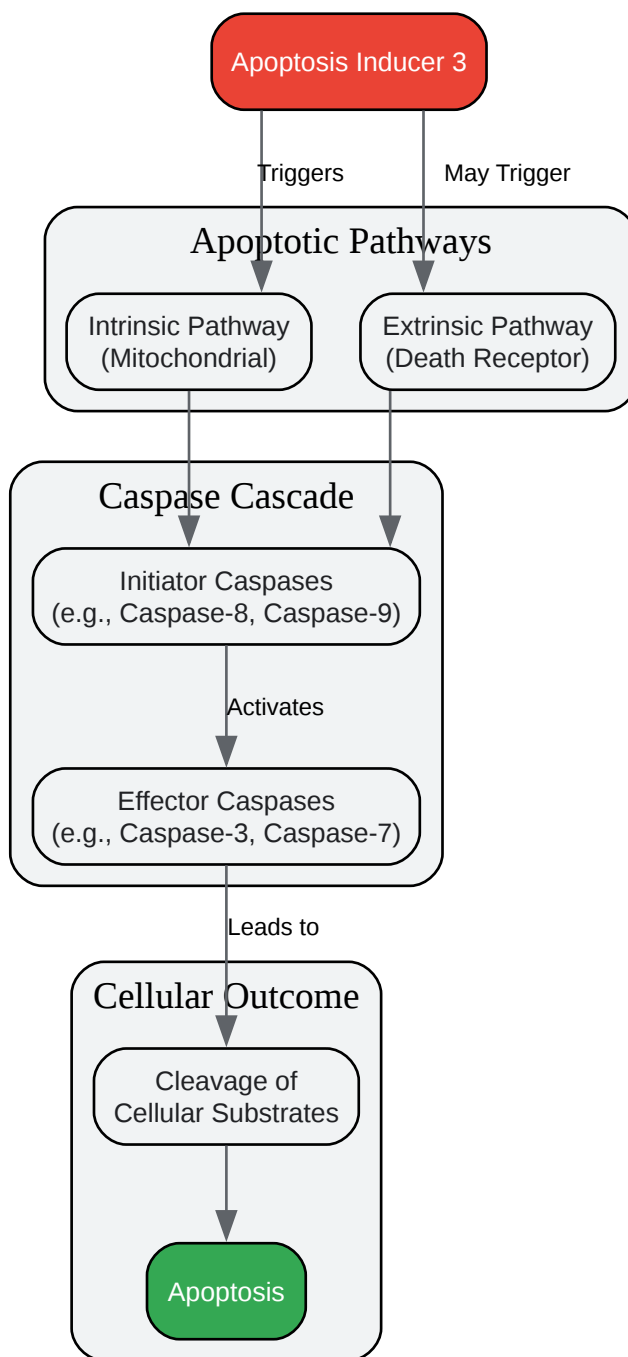 Apoptosis Inducer 3
Triggers
May Trigger
Apoptotic Pathways
Intrinsic Pathway
(Mitochondrial)
Extrinsic Pathway
(Death Receptor)
Caspase Cascade
Initiator Caspases
(e.g., Caspase-8, Caspase-9)
Activates
Effector Caspases
(e.g., Caspase-3, Caspase-7)
Leads to
Cellular Outcome
Cleavage of
Cellular Substrates
Apoptosis